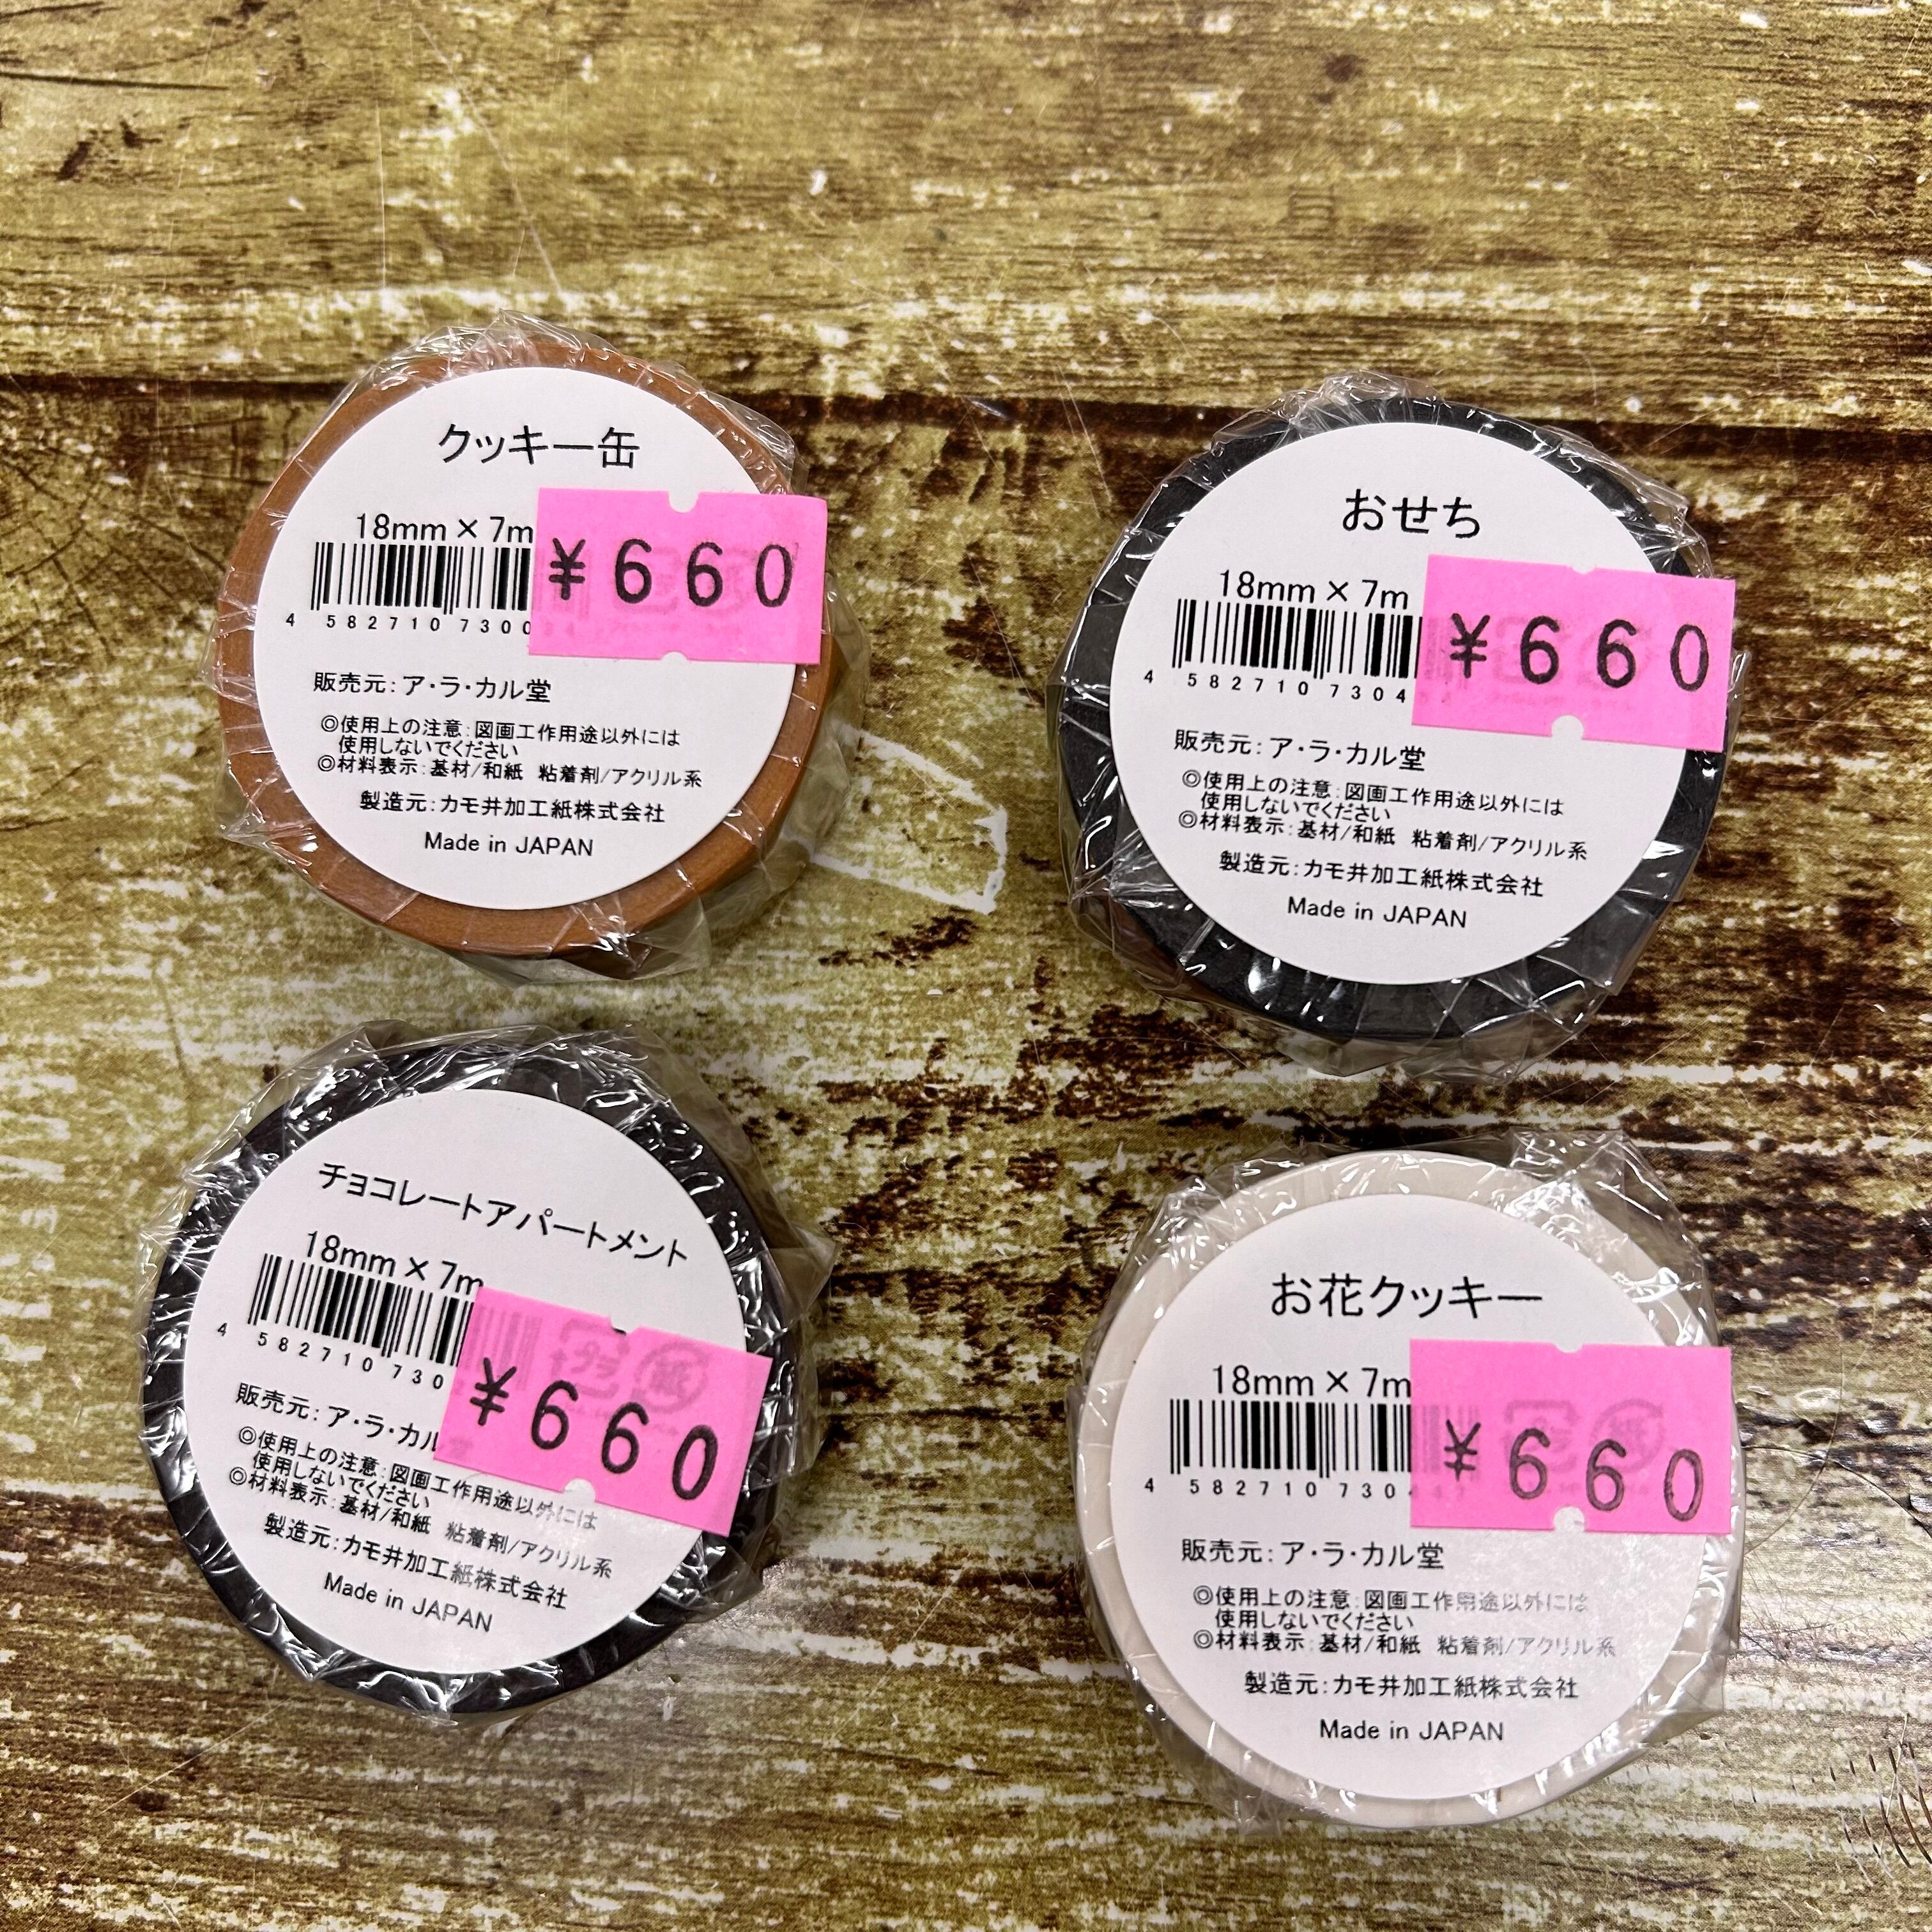 クッキー缶
18mm×7m
¥660
4 582710 7300
販売元:ア・ラ・カル堂
◎使用上の注意:図画工作用途以外には
使用しないでください
◎材料表示:基材/和紙 粘着剤/アクリル系
製造元:カモ井加工紙株式会社
Made in JAPAN
おせち
18mm×7m
¥660
4 582710 7304
販売元:ア・ラ・カル堂
◎使用上の注意:図画工作用途以外には
使用しないでください
◎材料表示:基材/和紙 粘着剤/アクリル系
製造元:カモ井加工紙株式会社
Made in JAPAN
チョコレートアパートメント
18mm×7m
¥660
4 582710 730
販売元:ア・ラ・カル堂
◎使用上の注意:図画工作用途以外には
使用しないでください
◎材料表示:基材/和紙 粘着剤/アクリル系
製造元:カモ井加工紙株式会社
Made in JAPAN
お花クッキー
18mm×7m
¥660
4 582710 730
販売元:ア・ラ・カル堂
◎使用上の注意:図画工作用途以外には
使用しないでください
◎材料表示:基材/和紙 粘着剤/アクリル系
製造元:カモ井加工紙株式会社
Made in JAPAN